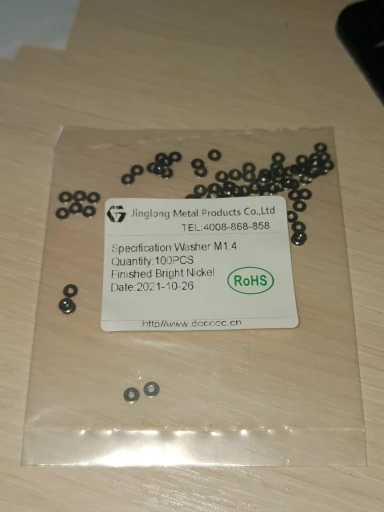 Jinglong Metal Products Co.,Ltd
TEL:4008-868-858
Specification Washer M1.4
Quantity:100PCS
Finished Bright Nickel
Date:2021-10-26
RoHS